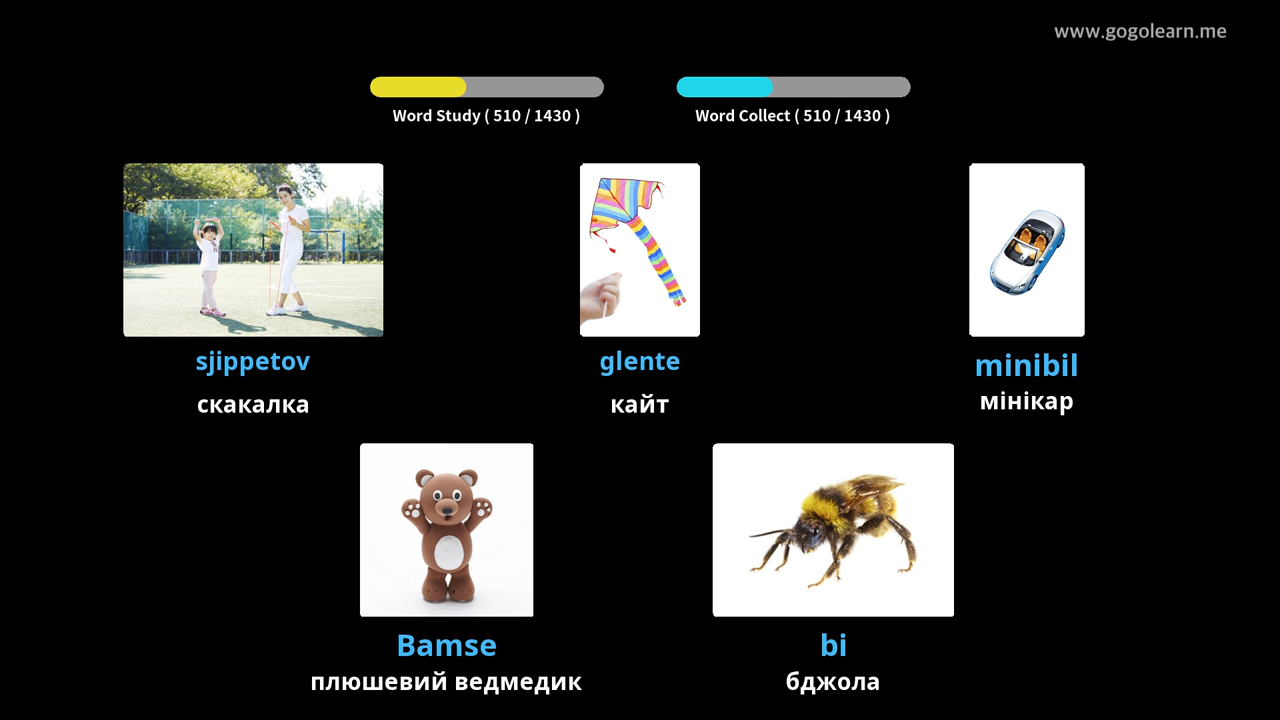 www.gogolearn.me
Word Study ( 510 / 1430 )
Word Collect ( 510 / 1430 )
sjippetov
скакалка
glente
кайт
minibil
мінікар
Bamse
плюшевий ведмедик
bi
бджола